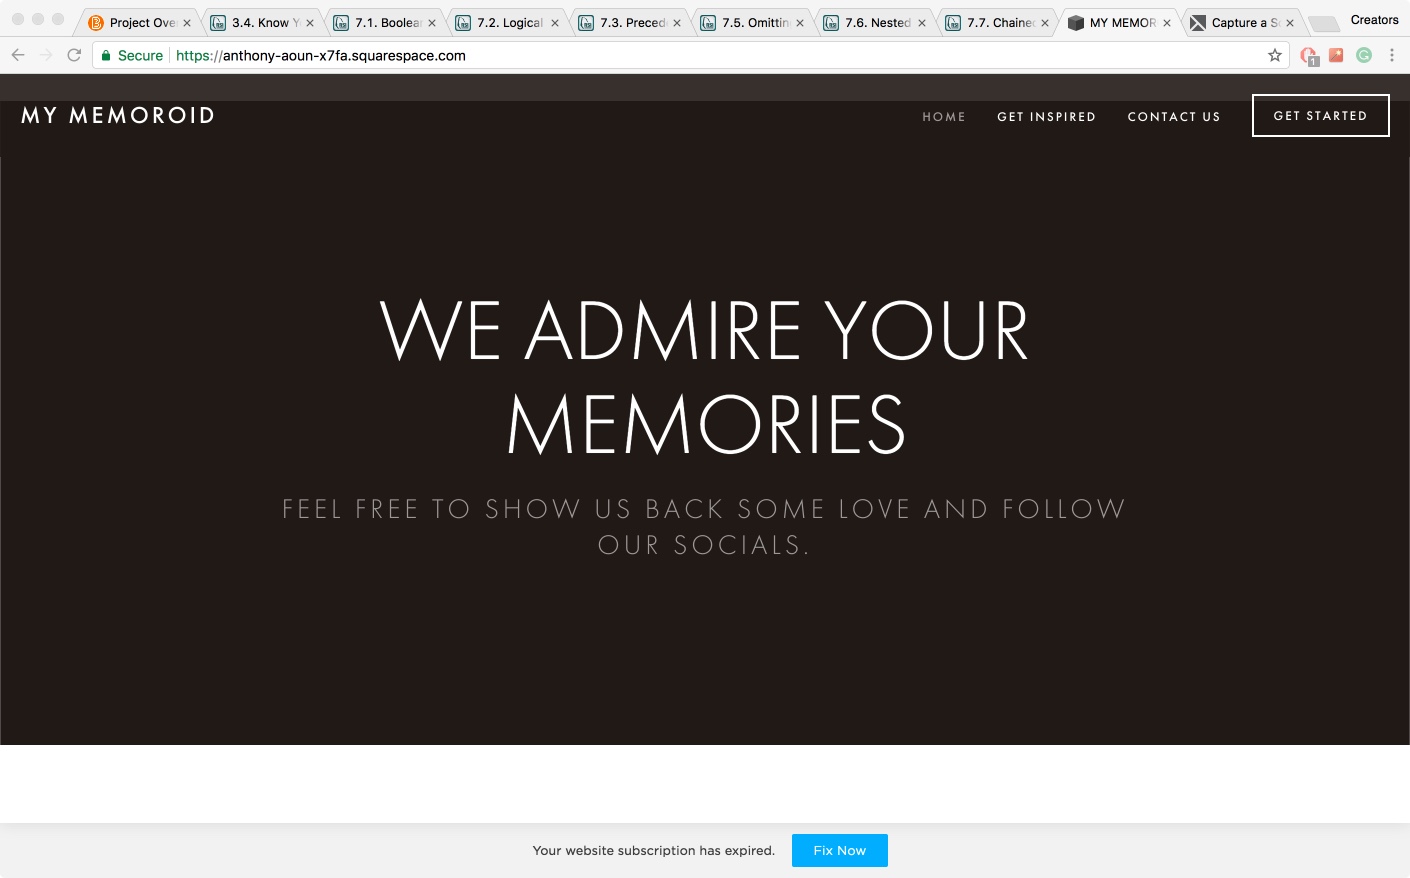 Project Ove
3.4. Know Y
7.1. Boolea
7.2. Logical
7.3. Preced
7.5. Omittin
7.6. Nested
7.7. Chained
MY MEMOR
Capture a Sc
Creators
Secure https://anthony-aoun-x7fa.squarespace.com
1
MY MEMOROID
HOME GET INSPIRED CONTACT US GET STARTED
WE ADMIRE YOUR
MEMORIES
FEEL FREE TO SHOW US BACK SOME LOVE AND FOLLOW
OUR SOCIALS.
Your website subscription has expired. Fix Now